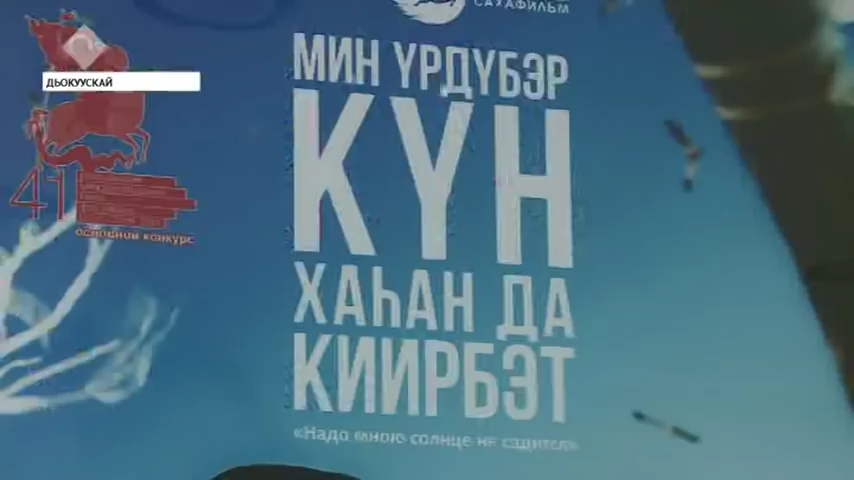 САХАФИЛЬМ
ДЬОКУУСКАЙ
МИН ҮРДҮБЭР
КҮН
ХАҺАН ДА
КИИРБЭТ
41
основной конкурс
«Надо мною солнце не садится»